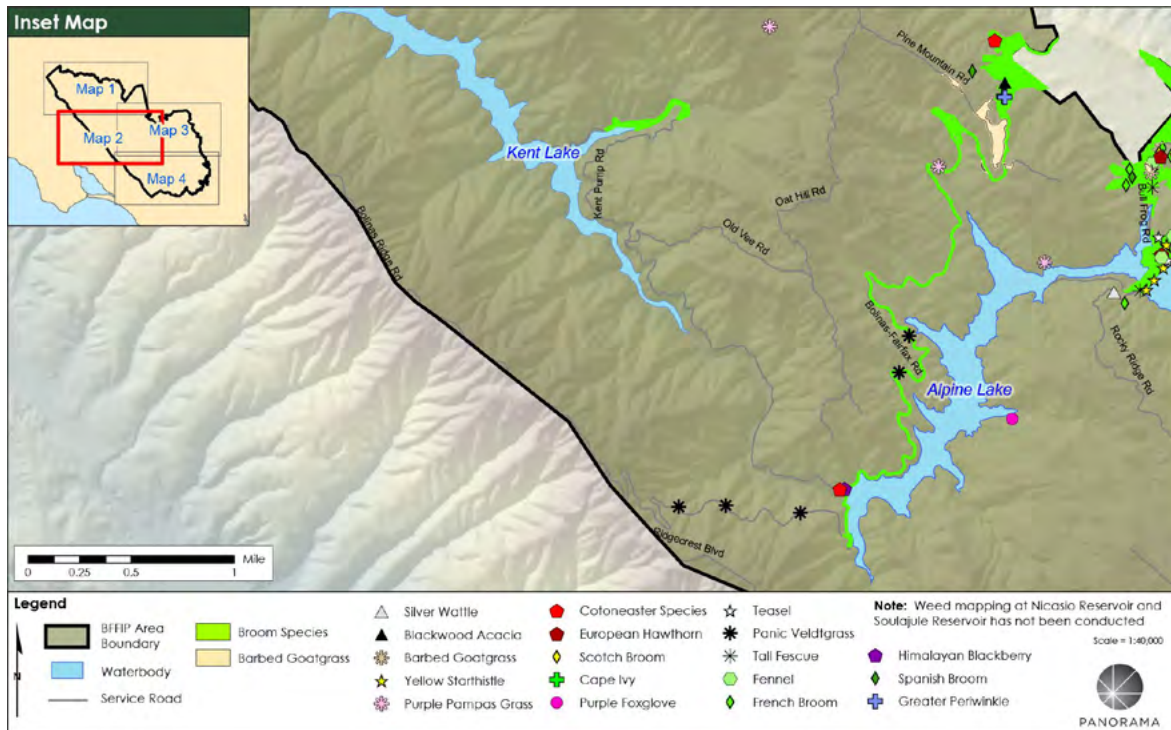 Inset Map
Map 1
Map 2
Map 3
Map 4
Pine Mountain Rd
Kent Lake
Kent Pump Rd
Oat Hill Rd
Old Vee Rd
Bull Frog Rd
Bolinas Ridge Rd
Bolinas-Fairfax Rd
Rocky Ridge Rd
Alpine Lake
Ridgecrest Blvd
Mile
0 0.25 0.5 1
Legend
BFFIP Area
Boundary
Waterbody
Service Road
Broom Species
Barbed Goatgrass
Silver Wattle
Blackwood Acacia
Barbed Goatgrass
Yellow Starthistle
Purple Pampas Grass
Cotoneaster Species
European Hawthorn
Scotch Broom
Cape Ivy
Purple Foxglove
Teasel
Panic Veldtgrass
Tall Fescue
Fennel
French Broom
Note: Weed mapping at Nicasio Reservoir and
Soulajule Reservoir has not been conducted
Scale = 1:40,000
Himalayan Blackberry
Spanish Broom
Greater Periwinkle
N
PANORAMA